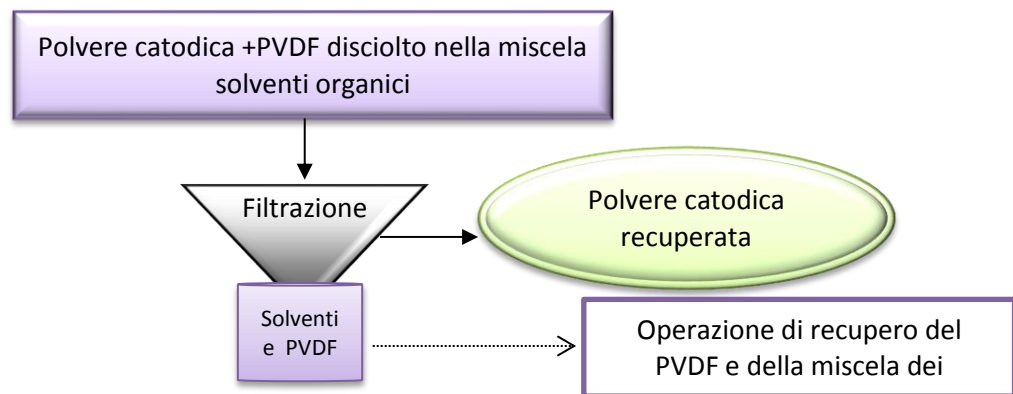 Polvere catodica +PVDF disciolto nella miscela
solventi organici
Filtrazione
Polvere catodica
recuperata
Solventi
e PVDF
Operazione di recupero del
PVDF e della miscela dei